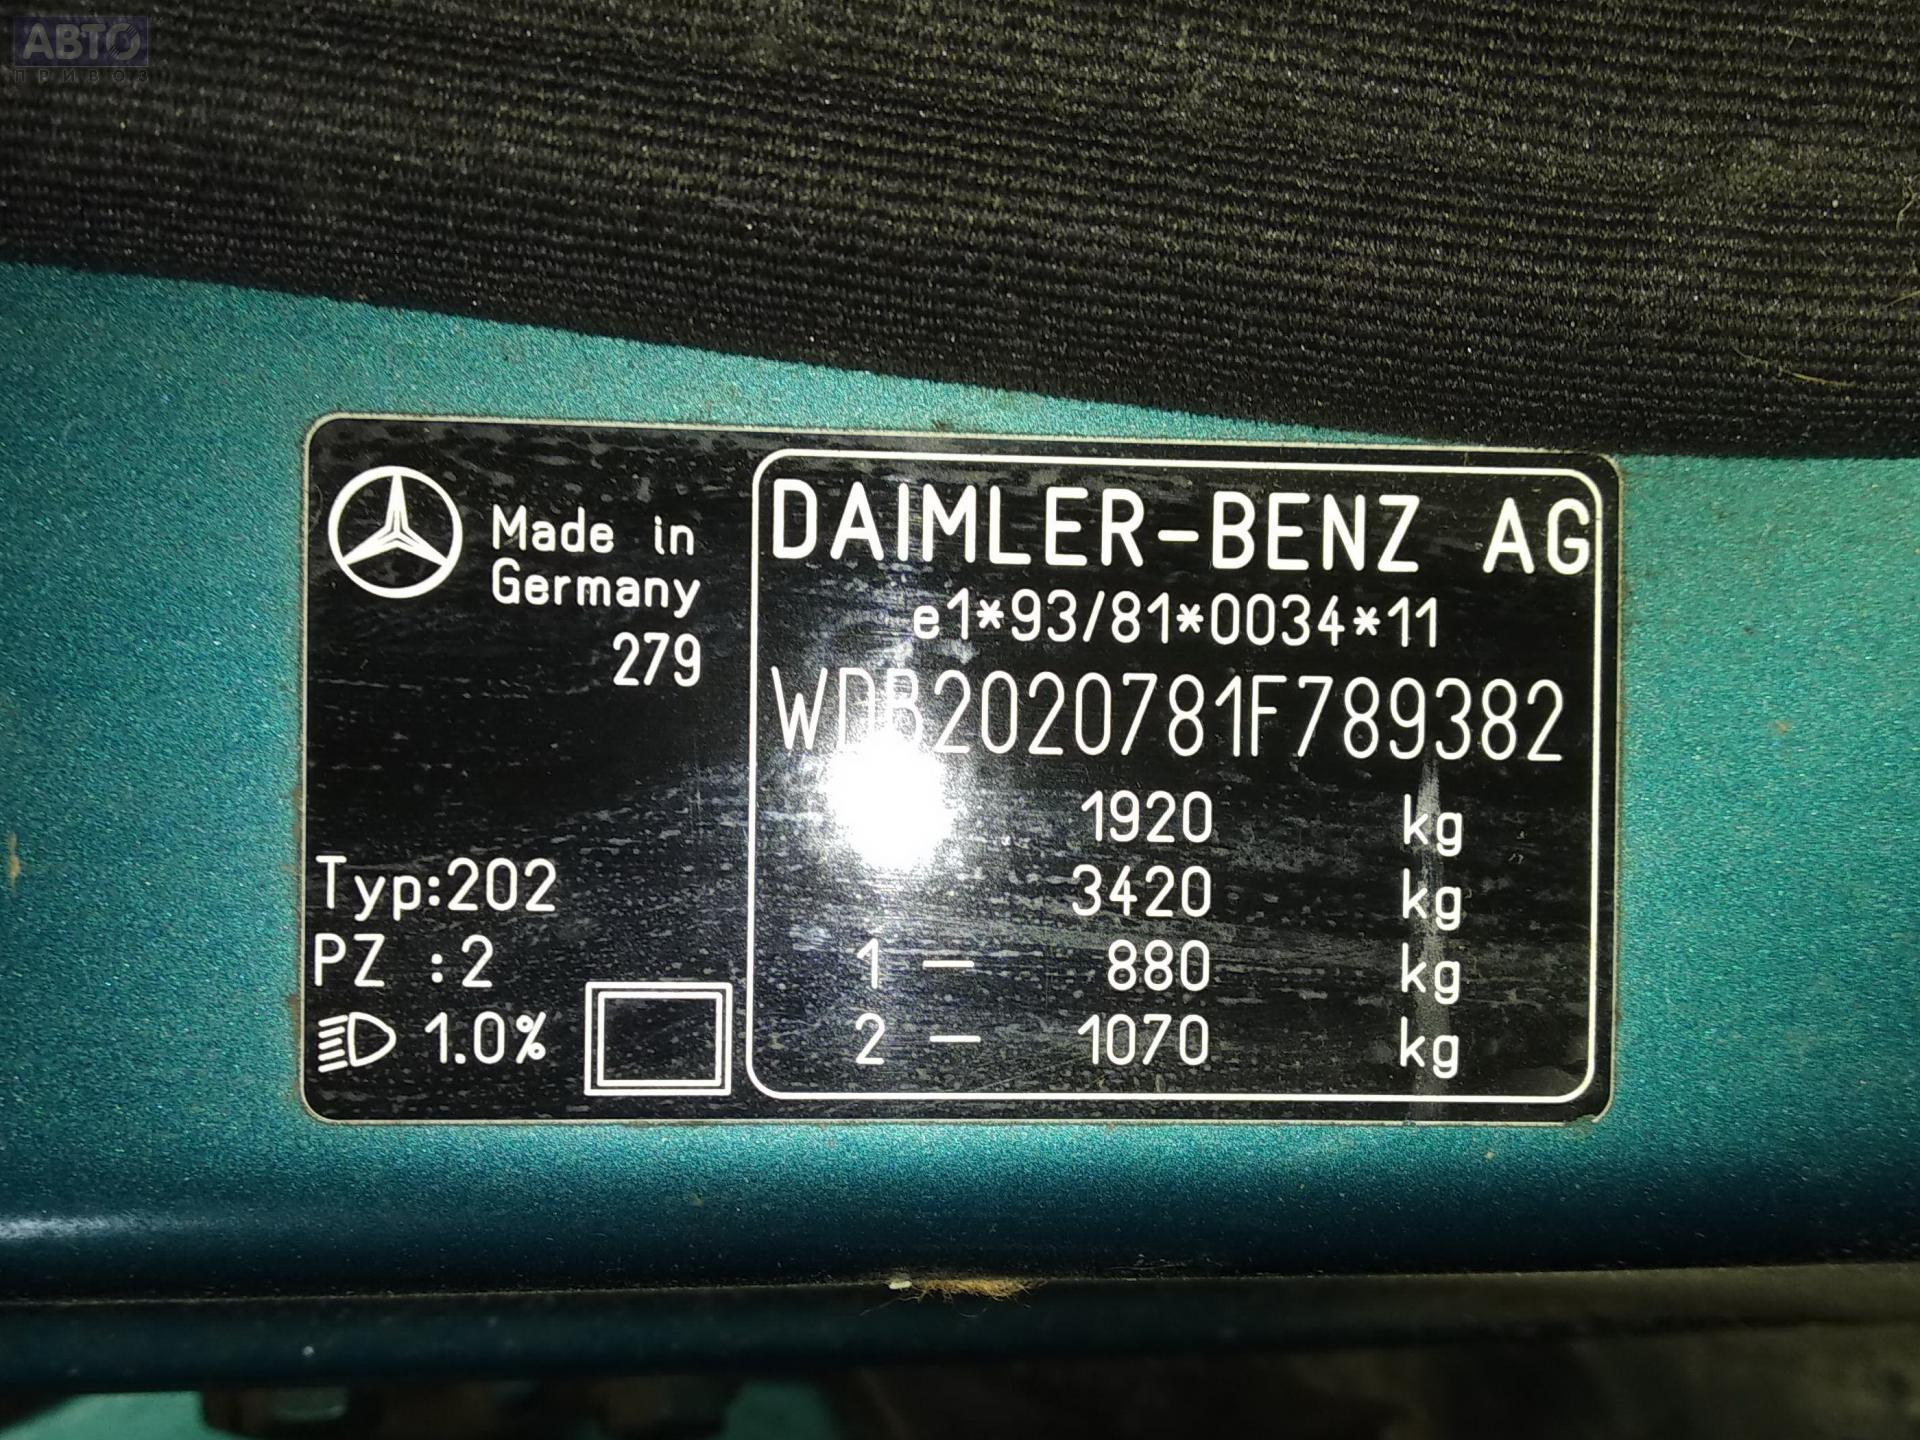 АВТО
ПРИВОЗ
Made in
Germany
279
Typ:202
PZ :2
1.0%
DAIMLER-BENZ AG
e1*93/81*0034*11
WDB2020781F789382
1920 kg
3420 kg
1 - 880 kg
2 - 1070 kg